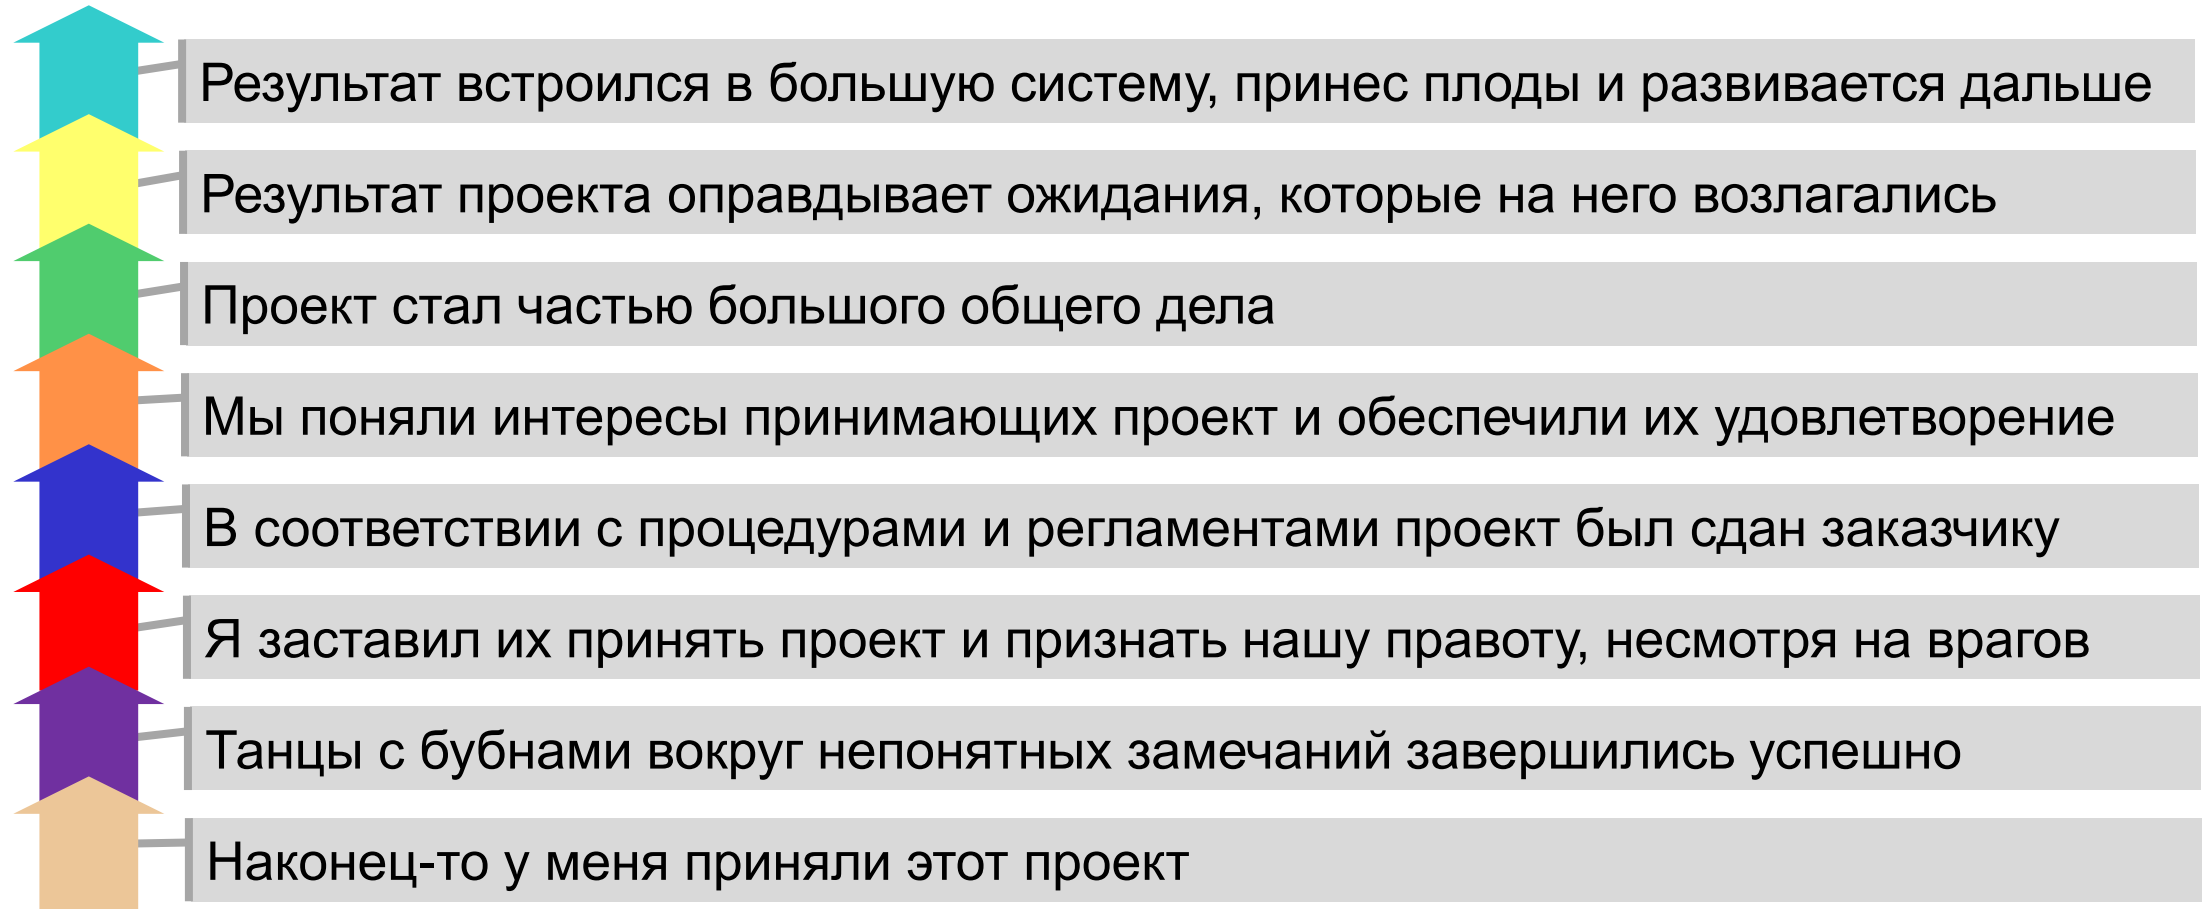 Результат встроился в большую систему, принес плоды и развивается дальше
Результат проекта оправдывает ожидания, которые на него возлагались
Проект стал частью большого общего дела
Мы поняли интересы принимающих проект и обеспечили их удовлетворение
В соответствии с процедурами и регламентами проект был сдан заказчику
Я заставил их принять проект и признать нашу правоту, несмотря на врагов
Танцы с бубнами вокруг непонятных замечаний завершились успешно
Наконец-то у меня приняли этот проект